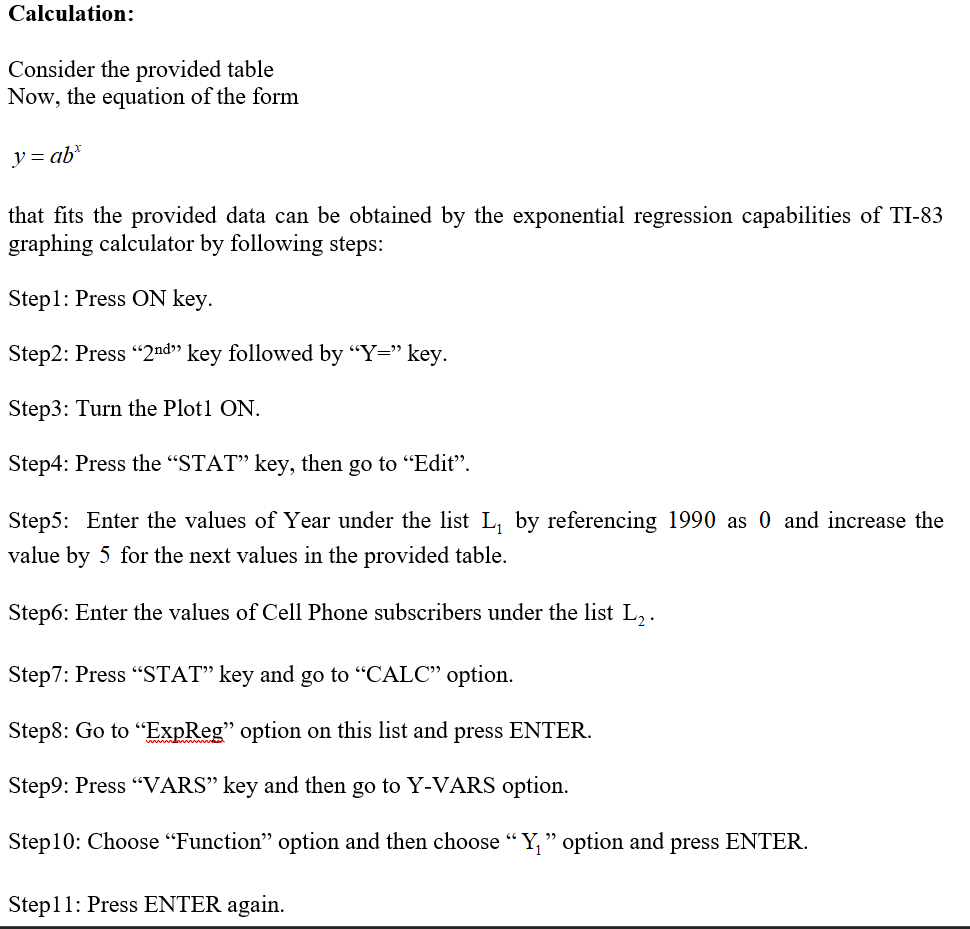 Calculation:
Consider the provided table
Now, the equation of the form
y = abˣ
that fits the provided data can be obtained by the exponential regression capabilities of TI-83
graphing calculator by following steps:
Step1: Press ON key.
Step2: Press “2ⁿᵈ” key followed by “Y=” key.
Step3: Turn the Plot1 ON.
Step4: Press the “STAT” key, then go to “Edit”.
Step5: Enter the values of Year under the list L₁ by referencing 1990 as 0 and increase the
value by 5 for the next values in the provided table.
Step6: Enter the values of Cell Phone subscribers under the list L₂.
Step7: Press “STAT” key and go to “CALC” option.
Step8: Go to “ExpReg” option on this list and press ENTER.
Step9: Press “VARS” key and then go to Y-VARS option.
Step10: Choose “Function” option and then choose “Y₁” option and press ENTER.
Step11: Press ENTER again.